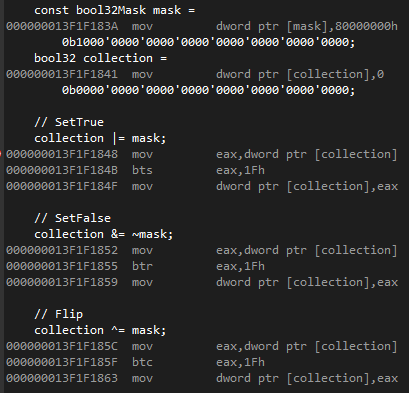 const bool32Mask mask =
000000013F1F183A  mov         dword ptr [mask],80000000h
0b1000'0000'0000'0000'0000'0000'0000'0000;
bool32 collection =
000000013F1F1841  mov         dword ptr [collection],0
0b0000'0000'0000'0000'0000'0000'0000'0000;
// SetTrue
collection |= mask;
000000013F1F1848  mov         eax,dword ptr [collection]
000000013F1F184B  bts         eax,1Fh
000000013F1F184F  mov         dword ptr [collection],eax
// SetFalse
collection &= ~mask;
000000013F1F1852  mov         eax,dword ptr [collection]
000000013F1F1855  btr         eax,1Fh
000000013F1F1859  mov         dword ptr [collection],eax
// Flip
collection ^= mask;
000000013F1F185C  mov         eax,dword ptr [collection]
000000013F1F185F  btc         eax,1Fh
000000013F1F1863  mov         dword ptr [collection],eax